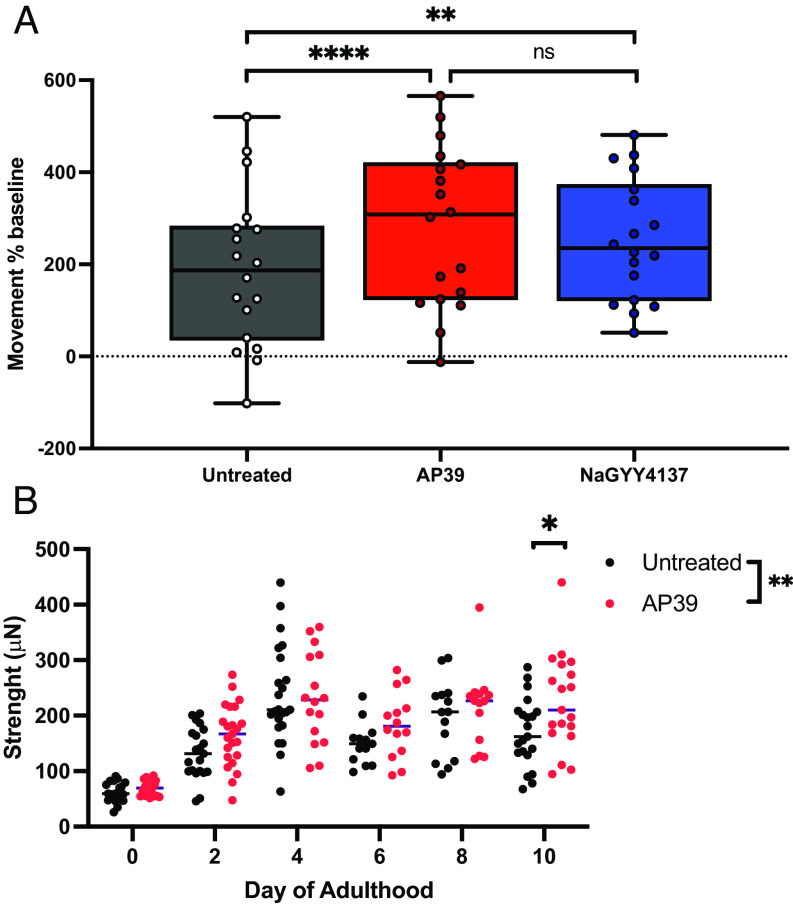 A
**
****
ns
600
400
200
0
-200
Movement % baseline
Untreated
AP39
NaGYY4137
B
*
500
400
300
200
100
0
Strenght (µN)
Untreated
AP39
**
0
2
4
6
8
10
Day of Adulthood